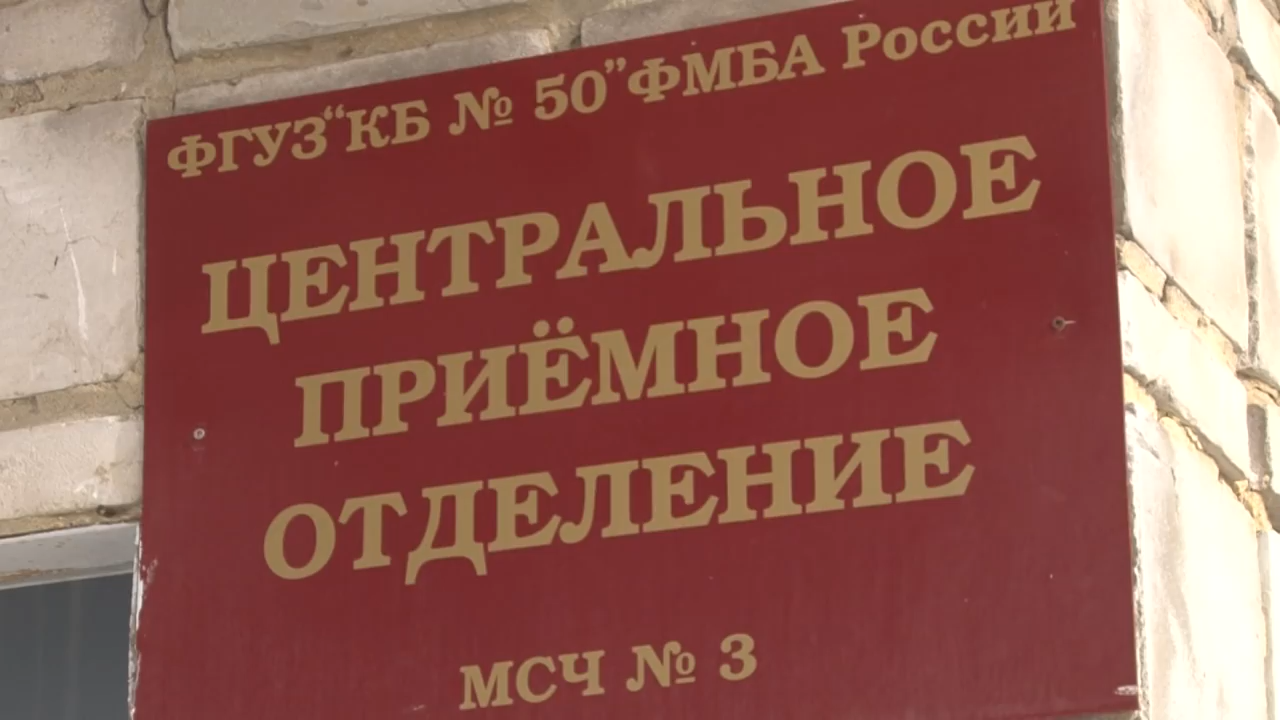 ФГУЗ“КБ № 50”ФМБА России
ЦЕНТРАЛЬНОЕ
ПРИЁМНОЕ
ОТДЕЛЕНИЕ
МСЧ № 3